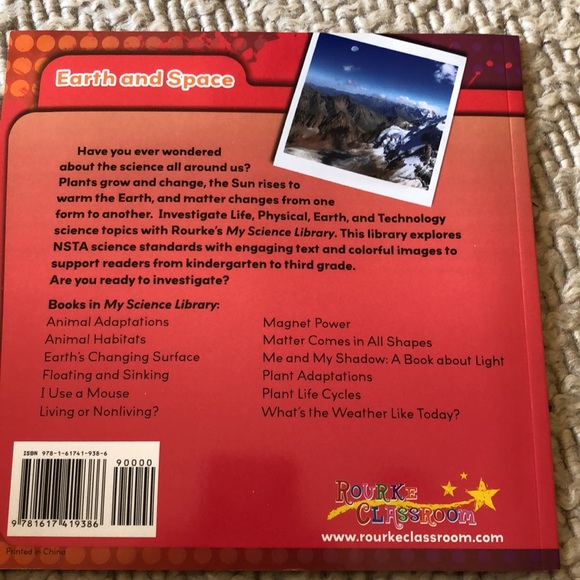 Earth and Space
Have you ever wondered
about the science all around us?
Plants grow and change, the Sun rises to
warm the Earth, and matter changes from one
form to another. Investigate Life, Physical, Earth, and Technology
science topics with Rourke's My Science Library. This library explores
NSTA science standards with engaging text and colorful images to
support readers from kindergarten to third grade.
Are you ready to investigate?
Books in My Science Library:
Animal Adaptations
Animal Habitats
Earth's Changing Surface
Floating and Sinking
I Use a Mouse
Living or Nonliving?
Magnet Power
Matter Comes in All Shapes
Me and My Shadow: A Book about Light
Plant Adaptations
Plant Life Cycles
What's the Weather Like Today?
ISBN 978-1-61741-938-6
90000
9 781617 419386
Printed in China
ROURKE
CLASSROOM
www.rourkeclassroom.com